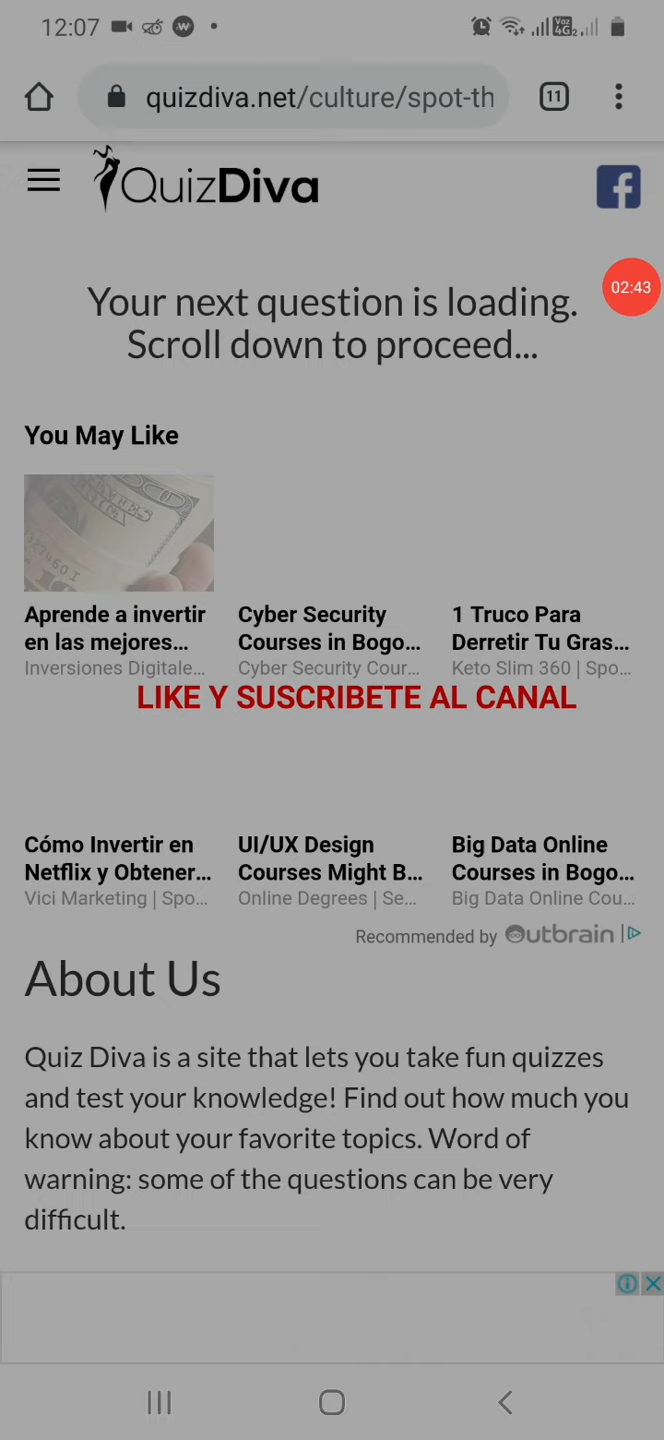 12:07
Voz
4G 2
quizdiva.net/culture/spot-th
11
QuizDiva
02:43
Your next question is loading.
Scroll down to proceed...
You May Like
Aprende a invertir
en las mejores...
Inversiones Digitale...
Cyber Security
Courses in Bogo...
Cyber Security Cour...
1 Truco Para
Derretir Tu Gras...
Keto Slim 360 | Spo...
LIKE Y SUSCRIBETE AL CANAL
Cómo Invertir en
Netflix y Obtener...
Vici Marketing | Spo...
UI/UX Design
Courses Might B...
Online Degrees | Se...
Big Data Online
Courses in Bogo...
Big Data Online Cou...
Recommended by Outbrain
About Us
Quiz Diva is a site that lets you take fun quizzes
and test your knowledge! Find out how much you
know about your favorite topics. Word of
warning: some of the questions can be very
difficult.